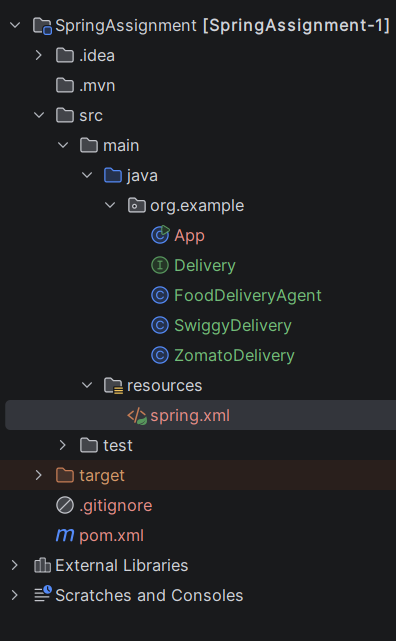 SpringAssignment [SpringAssignment-1]
.idea
.mvn
src
main
java
org.example
App
Delivery
FoodDeliveryAgent
SwiggyDelivery
ZomatoDelivery
resources
spring.xml
test
target
.gitignore
pom.xml
External Libraries
Scratches and Consoles